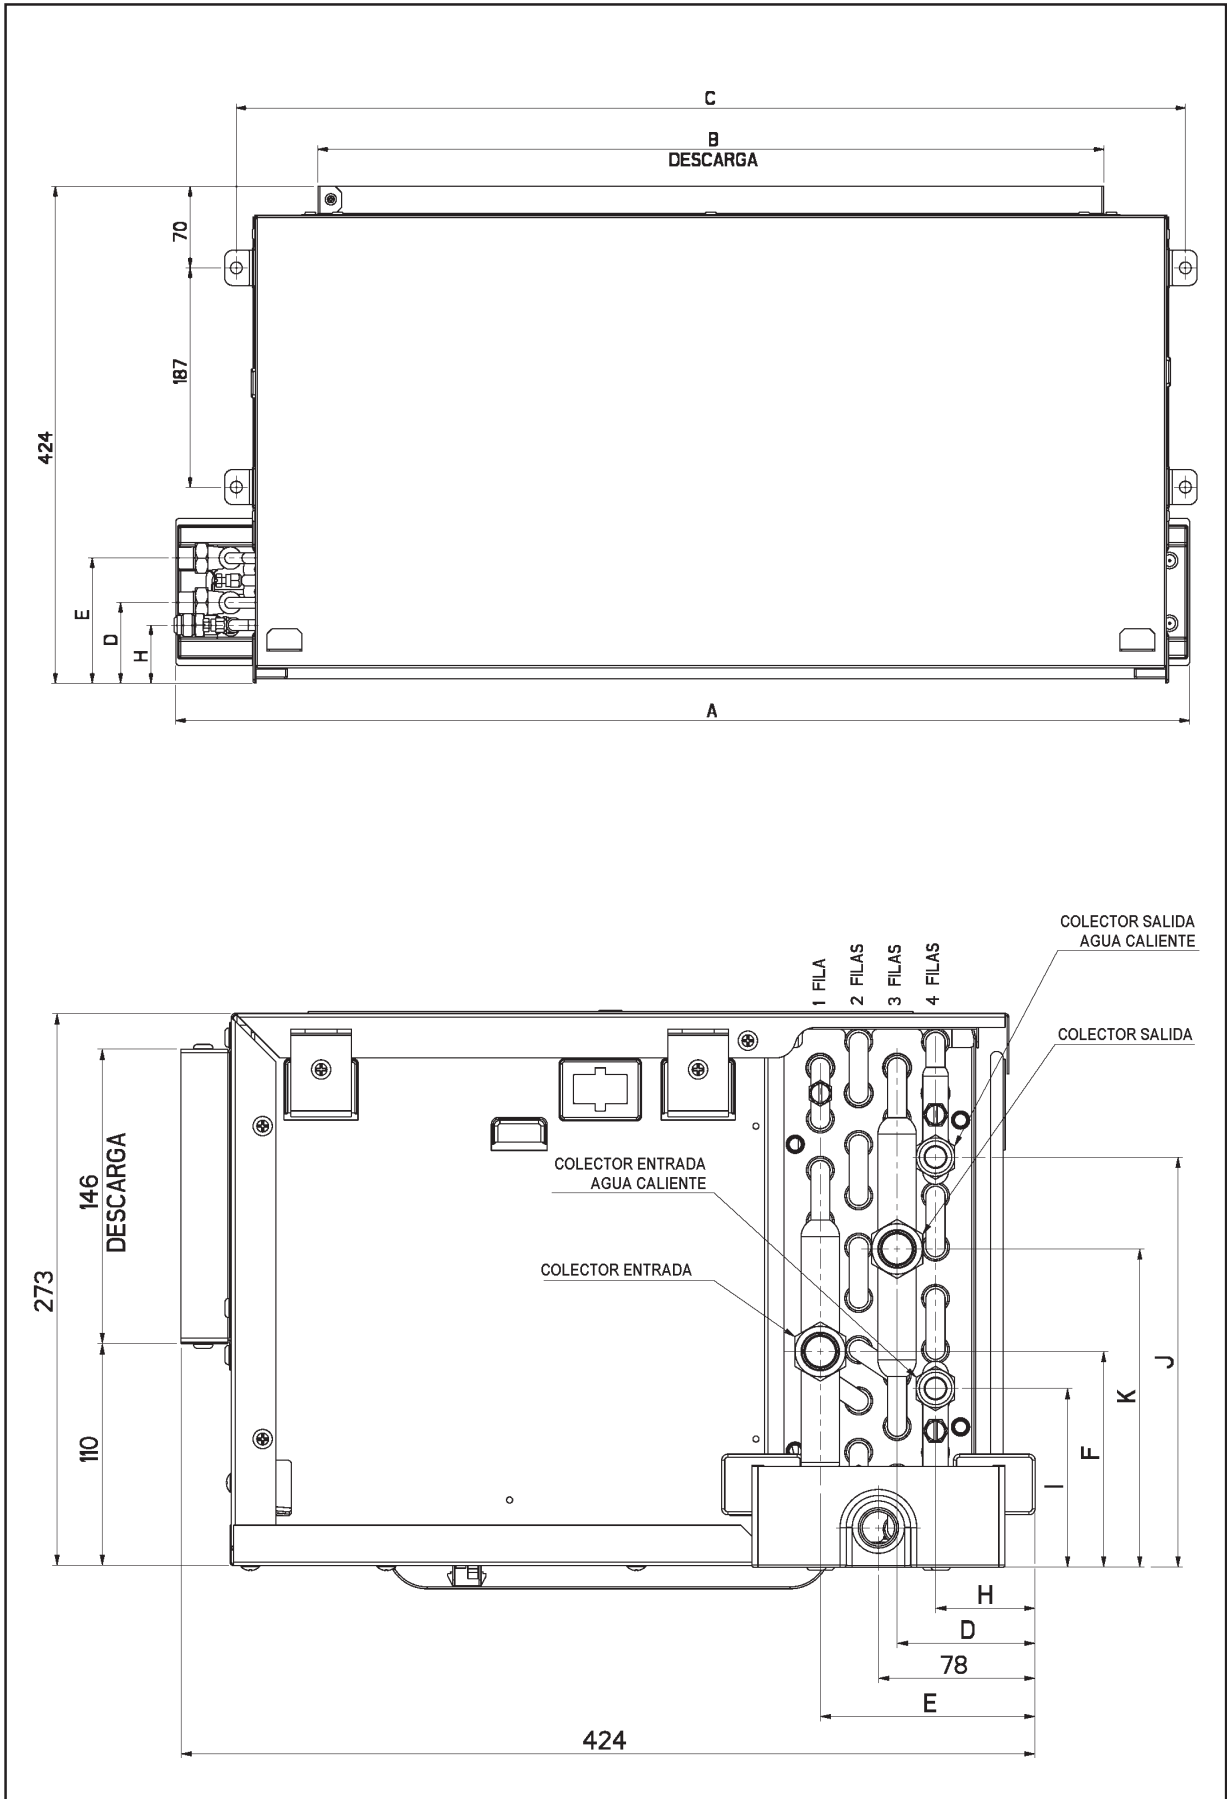 C
B
DESCARGA
70
187
424
E
D
H
A
COLECTOR SALIDA
AGUA CALIENTE
1 FILA
2 FILAS
3 FILAS
4 FILAS
COLECTOR SALIDA
146
DESCARGA
COLECTOR ENTRADA
AGUA CALIENTE
COLECTOR ENTRADA
273
110
J
K
F
I
H
D
78
E
424